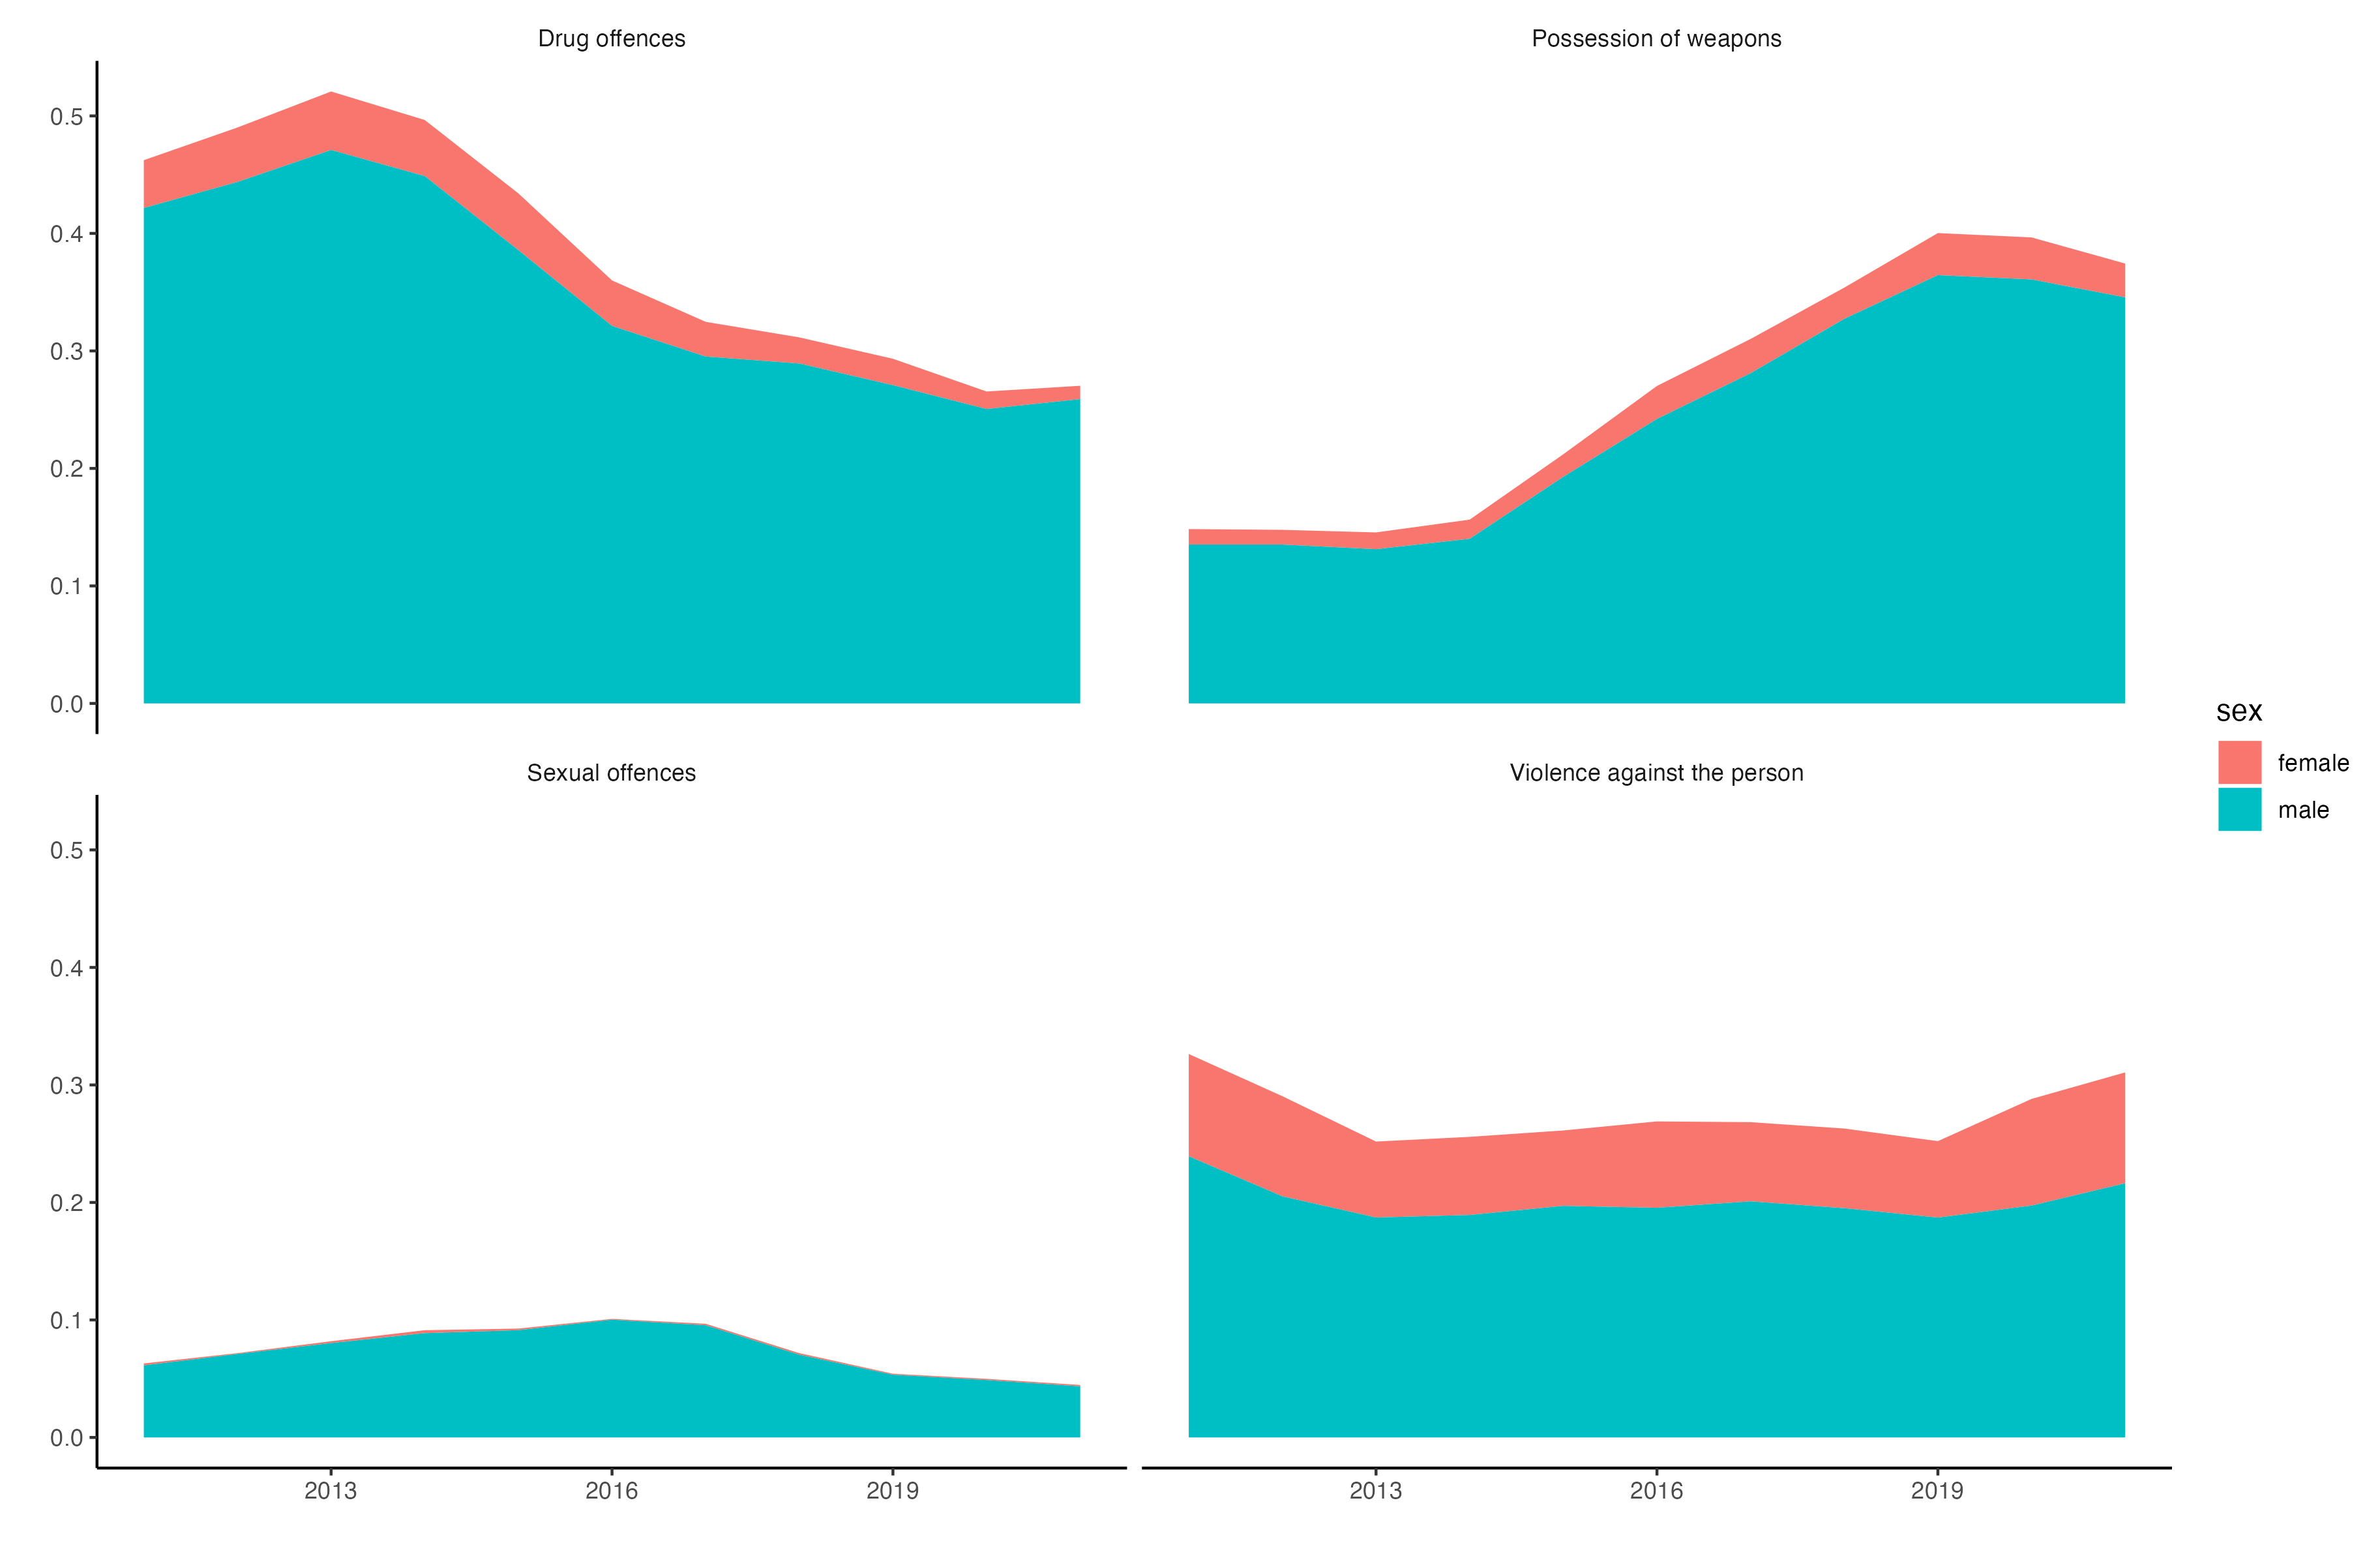 Drug offences
Possession of weapons
0.5
0.4
0.3
0.2
0.1
0.0
Sexual offences
Violence against the person
0.5
0.4
0.3
0.2
0.1
0.0
2013 2016 2019
2013 2016 2019
sex
female
male